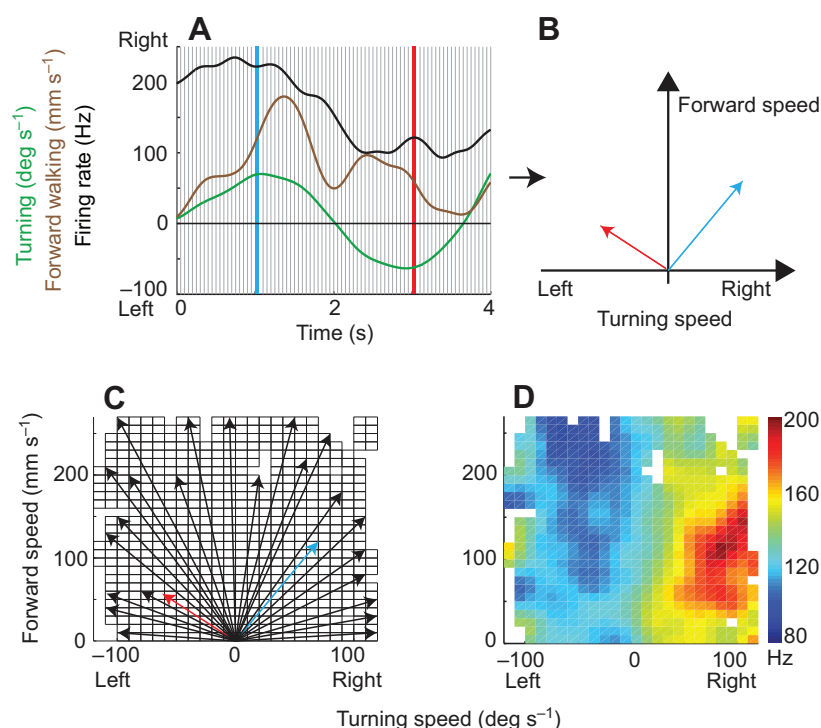 A
B
Right
200
100
0
–100
Left
0
2
4
Time (s)
Turning (deg s–1)
Forward walking (mm s–1)
Firing rate (Hz)
Forward speed
Left
Right
Turning speed
C
D
Forward speed (mm s–1)
200
100
0
–100
0
100
Left
Right
200
100
0
–100
0
100
Left
Right
200
160
120
80
Hz
Turning speed (deg s–1)